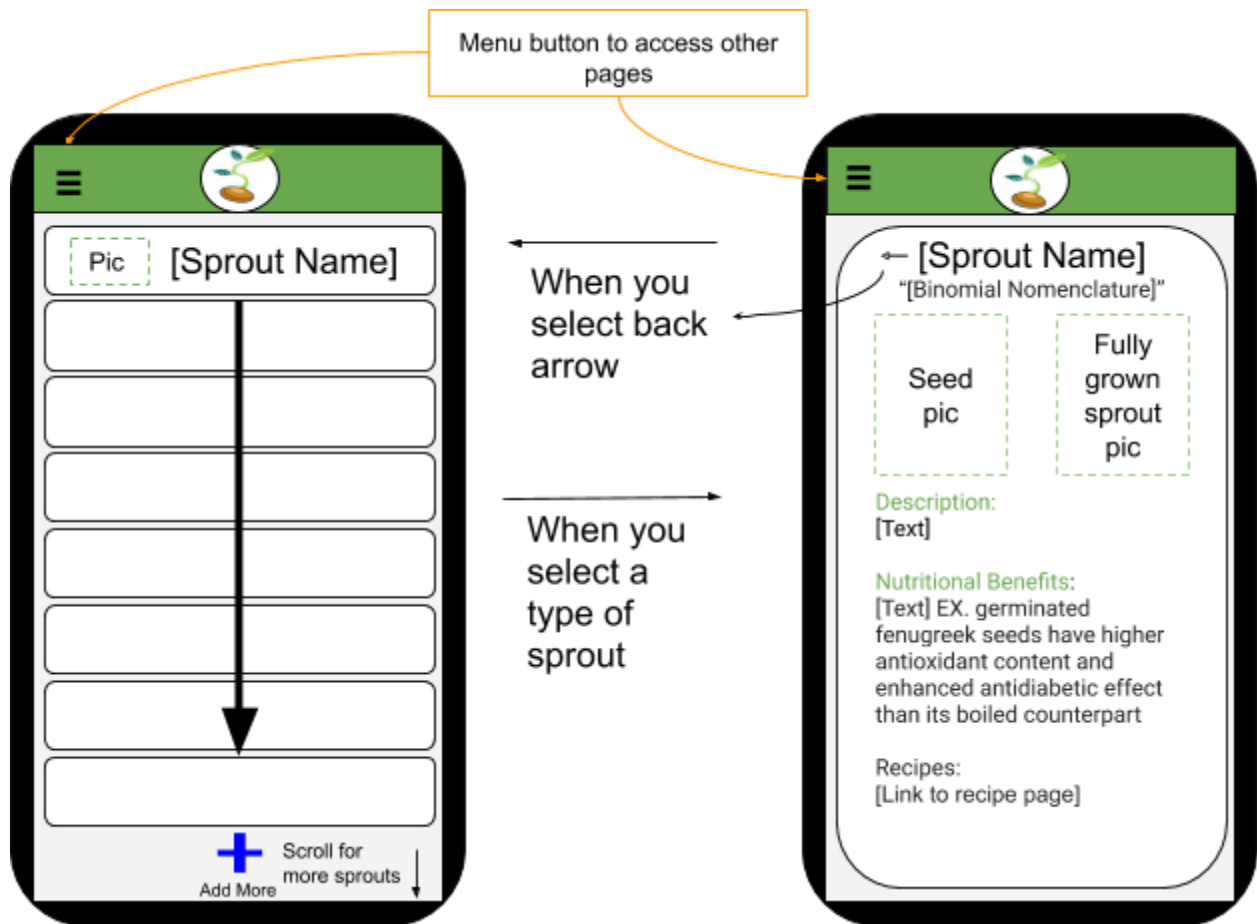 Menu button to access other
pages
Pic
[Sprout Name]
Add More
Scroll for
more sprouts
When you
select back
arrow
When you
select a
type of
sprout
[Sprout Name]
“[Binomial Nomenclature]”
Seed
pic
Fully
grown
sprout
pic
Description:
[Text]
Nutritional Benefits:
[Text] EX. germinated
fenugreek seeds have higher
antioxidant content and
enhanced antidiabetic effect
than its boiled counterpart
Recipes:
[Link to recipe page]